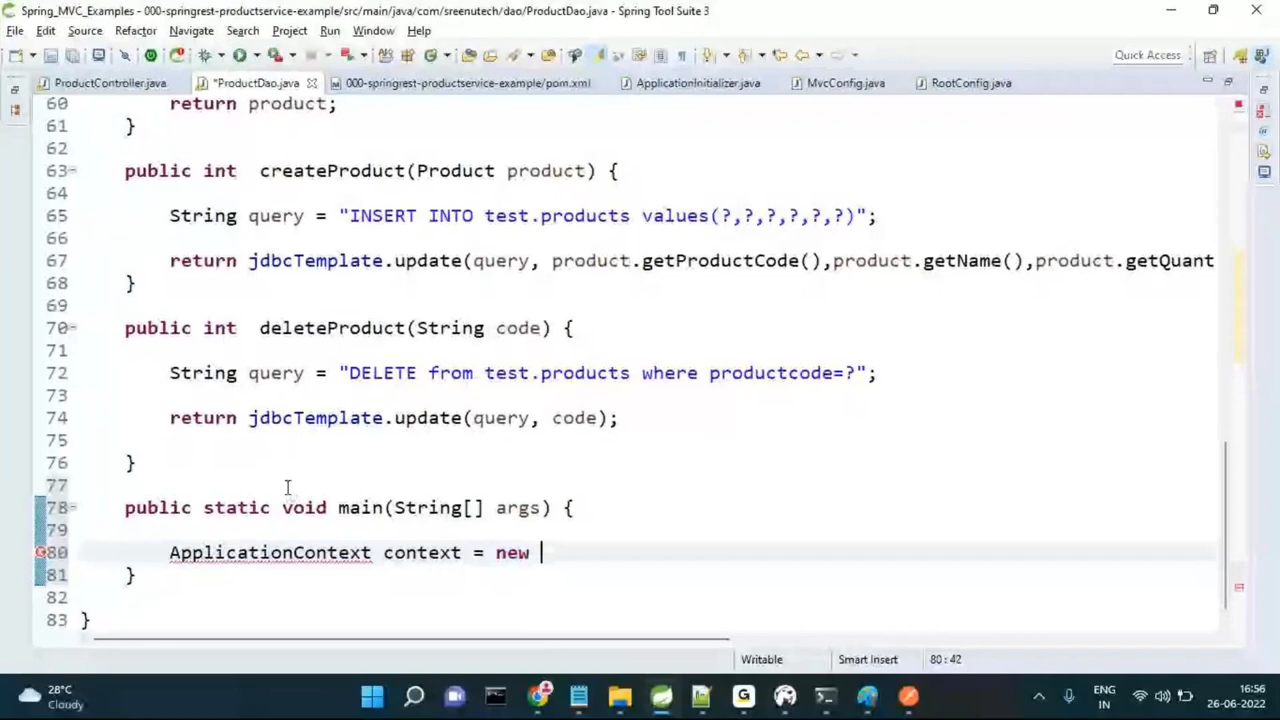 Spring_MVC_Examples - 000-springrest-productservice-example/src/main/java/com/sreenutech/dao/ProductDao.java - Spring Tool Suite 3
File Edit Source Refactor Navigate Search Project Run Window Help
Quick Access
ProductController.java *ProductDao.java 000-springrest-productservice-example/pom.xml ApplicationInitializer.java MvcConfig.java RootConfig.java
60 return product;
61 }
62
63 public int createProduct(Product product) {
64
65 String query = "INSERT INTO test.products values(?,?,?,?,?,?)";
66
67 return jdbcTemplate.update(query, product.getProductCode(),product.getName(),product.getQuant
68 }
69
70 public int deleteProduct(String code) {
71
72 String query = "DELETE from test.products where productcode=?";
73
74 return jdbcTemplate.update(query, code);
75
76 }
77
78 public static void main(String[] args) {
79
80 ApplicationContext context = new
81 }
82
83 }
Writable Smart Insert 80:42
28°C
Cloudy
ENG
IN
16:56
26-06-2022